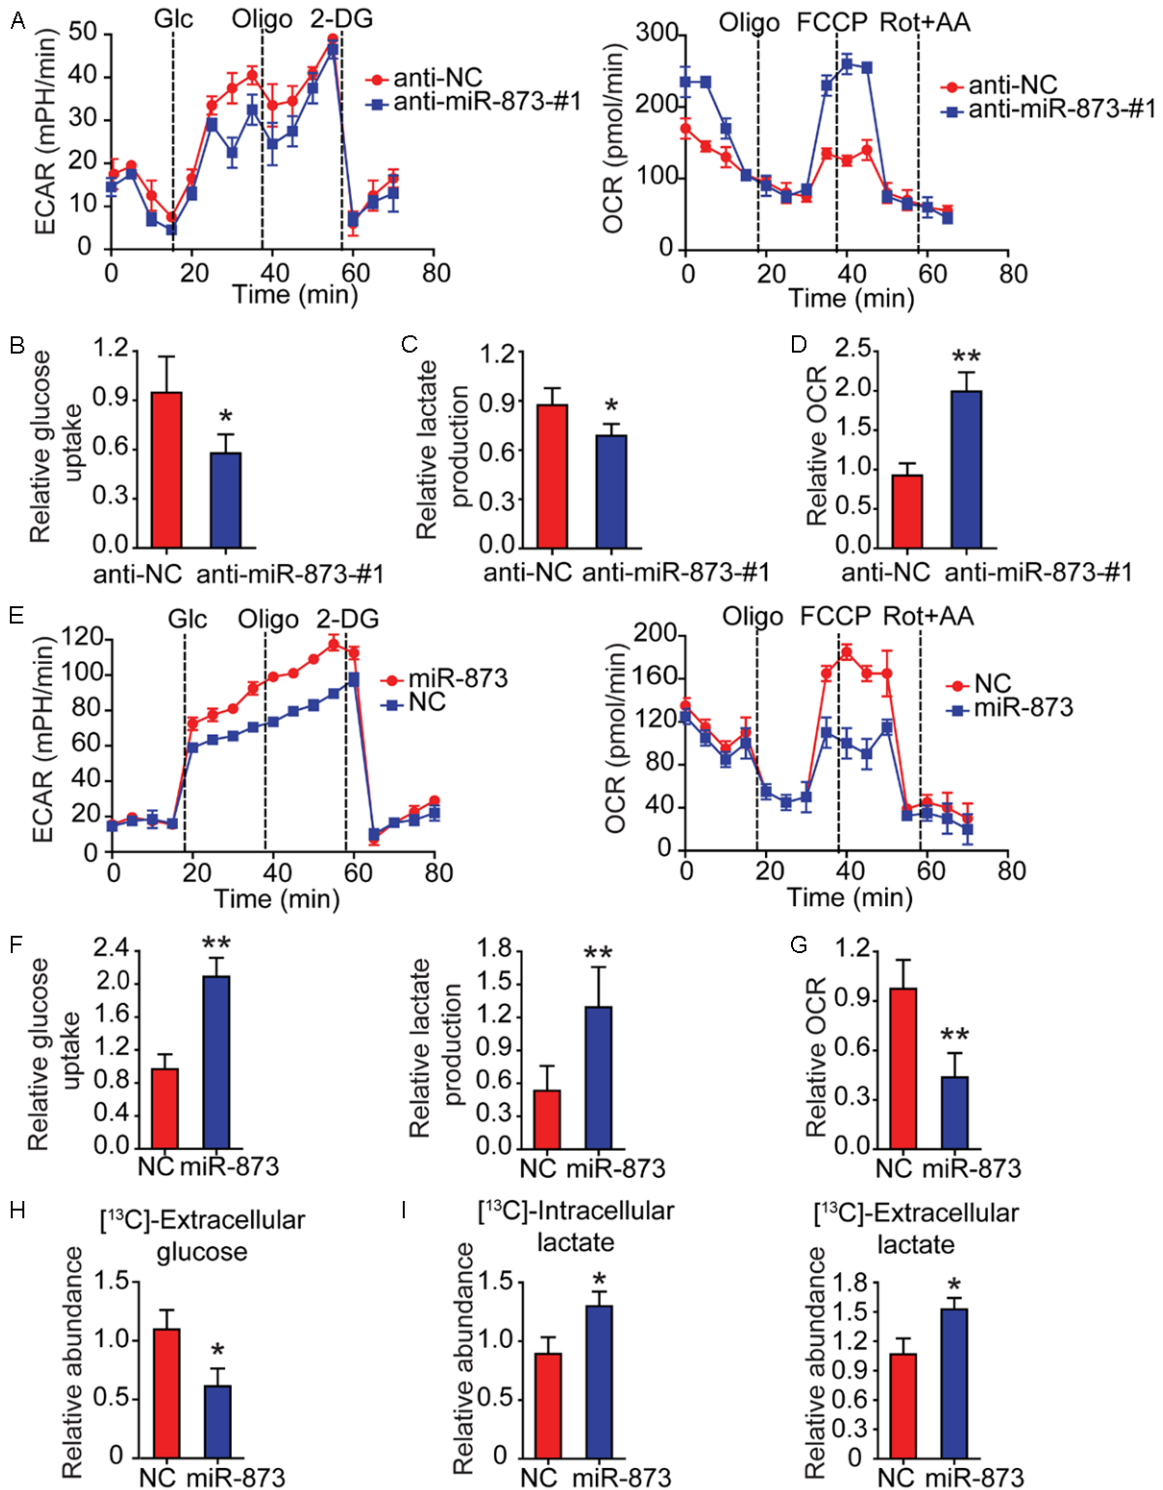 A
Glc Oligo 2-DG
50
40
30
20
10
0
ECAR (mPH/min)
anti-NC
anti-miR-873-#1
0 20 40 60 80
Time (min)
Oligo FCCP Rot+AA
300
200
100
0
OCR (pmol/min)
anti-NC
anti-miR-873-#1
0 20 40 60 80
Time (min)
B
Relative glucose
uptake
1.2
0.9
0.6
0.3
0.0
*
anti-NC anti-miR-873-#1
C
Relative lactate
production
1.2
0.9
0.6
0.3
0.0
*
anti-NC anti-miR-873-#1
D
Relative OCR
2.5
2.0
1.5
1.0
0.5
0.0
**
anti-NC anti-miR-873-#1
E
Glc Oligo 2-DG
120
100
80
60
40
20
0
ECAR (mPH/min)
miR-873
NC
0 20 40 60 80
Time (min)
Oligo FCCP Rot+AA
200
160
120
80
40
0
OCR (pmol/min)
NC
miR-873
0 20 40 60 80
Time (min)
F
Relative glucose
uptake
2.4
2.0
1.6
1.2
0.8
0.4
0.0
**
NC miR-873
Relative lactate
production
1.8
1.5
1.2
0.9
0.6
0.3
0.0
**
NC miR-873
G
Relative OCR
1.2
0.9
0.6
0.3
0.0
**
NC miR-873
H
[¹³C]-Extracellular
glucose
Relative abundance
1.5
1.0
0.5
0
*
NC miR-873
I
[¹³C]-Intracellular
lactate
Relative abundance
1.5
1.0
0.5
0
*
NC miR-873
[¹³C]-Extracellular
lactate
Relative abundance
1.8
1.5
1.2
0.9
0.6
0.3
0
*
NC miR-873